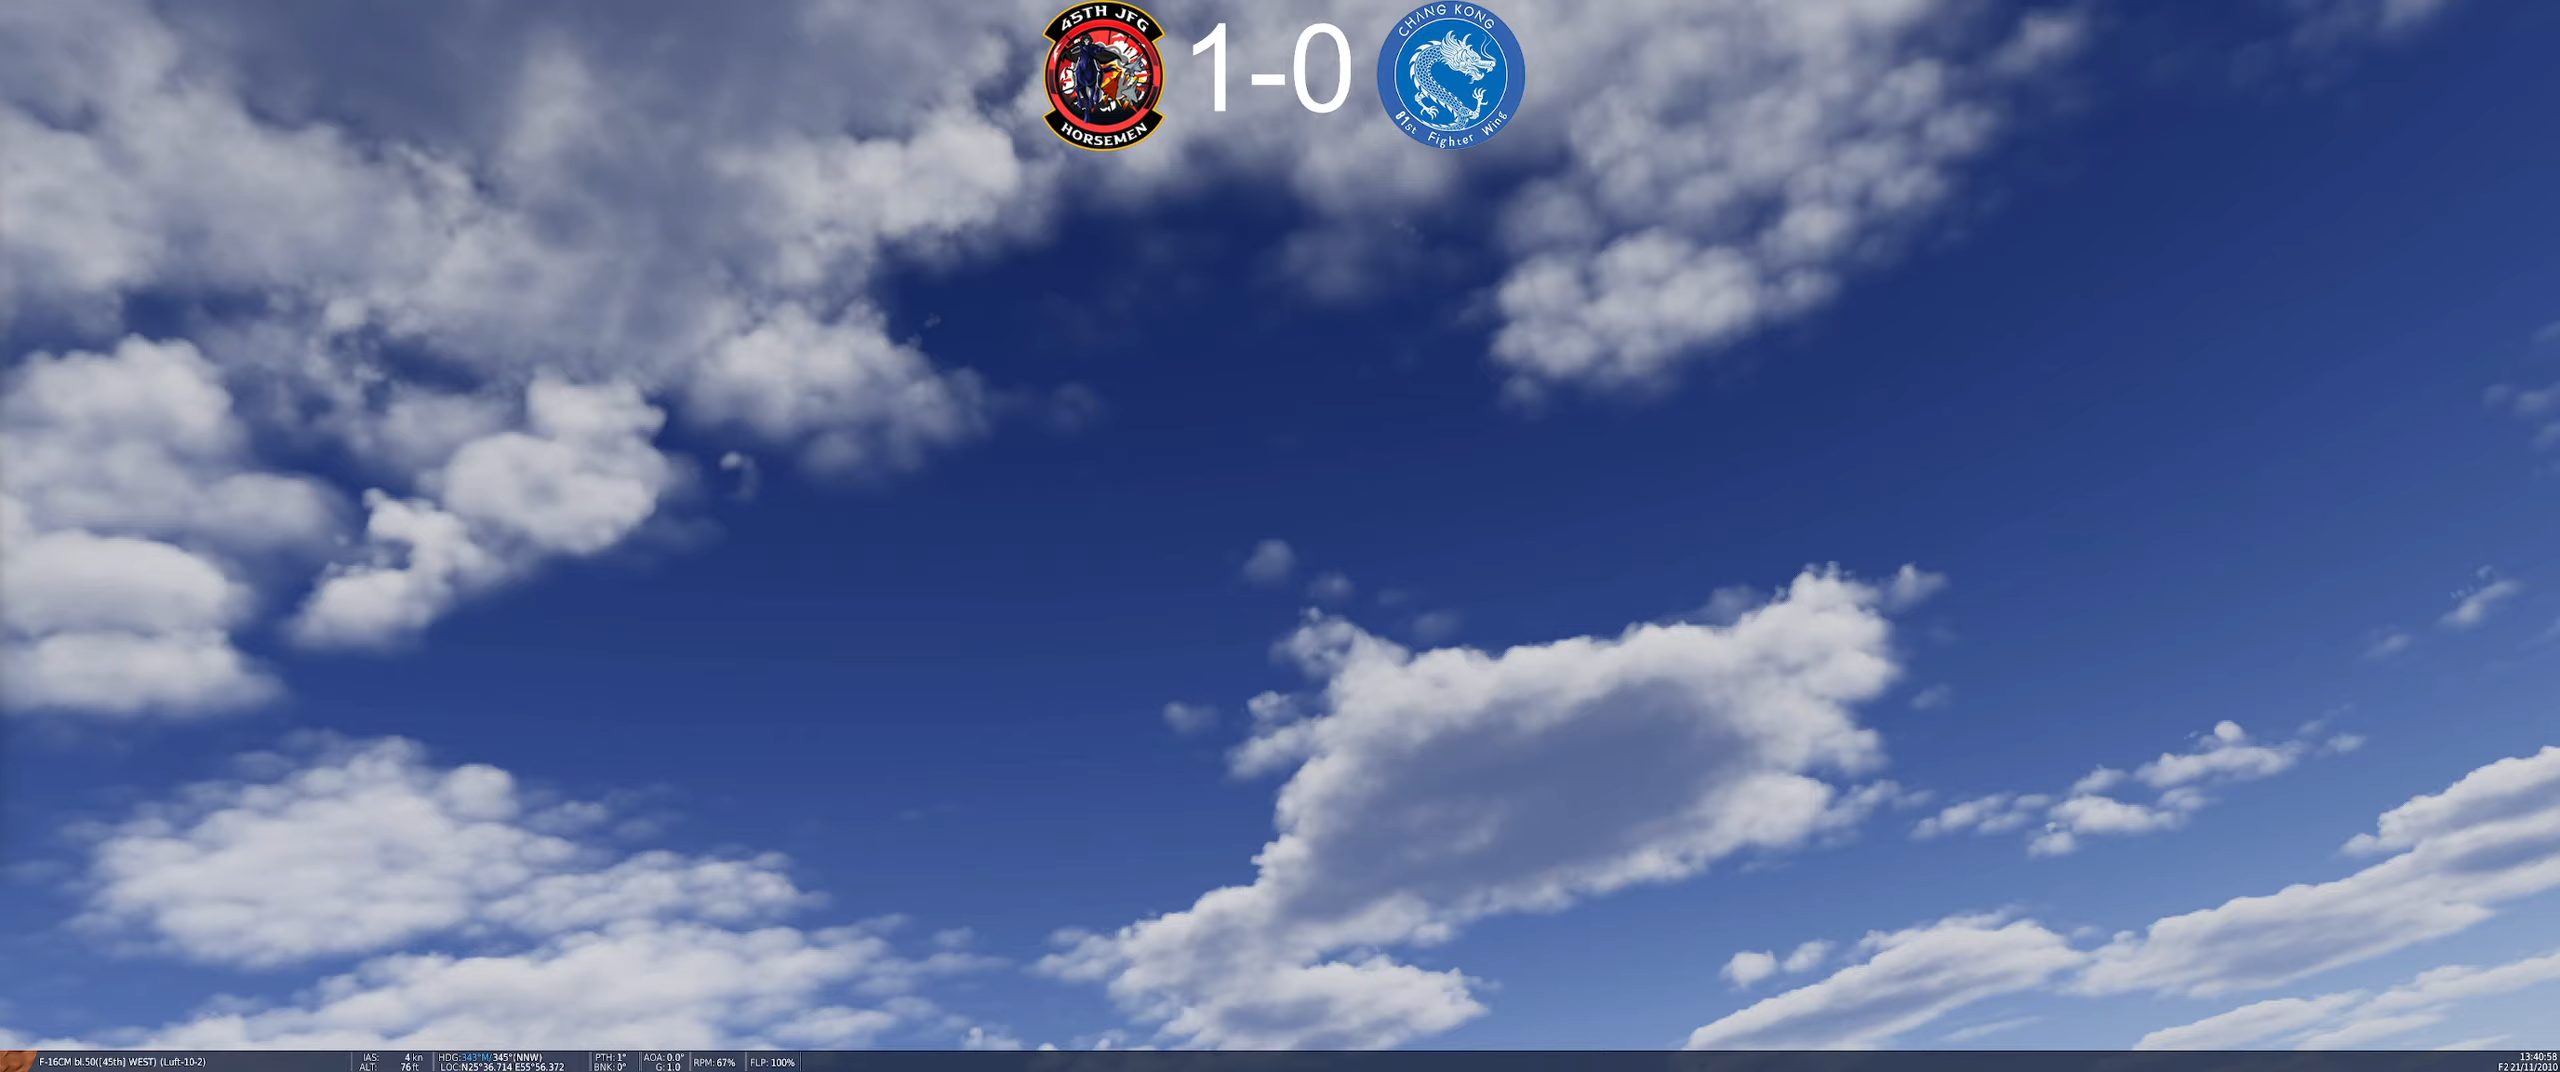 45TH JFG
HORSEMEN
1-0
CHANG KONG
81st Fighter Wing
F-16CM bl.50([45th] WEST) (Luft-10-2)
IAS: 4 kn
ALT: 76 ft
HDG:343°M/345°(NNW)
LOC:N25°36.714 E55°56.372
PTH: 1°
BNK: 0°
AOA: 0.0°
G: 1.0
RPM: 67%
FLP: 100%
13:40:58
F2 21/11/2010